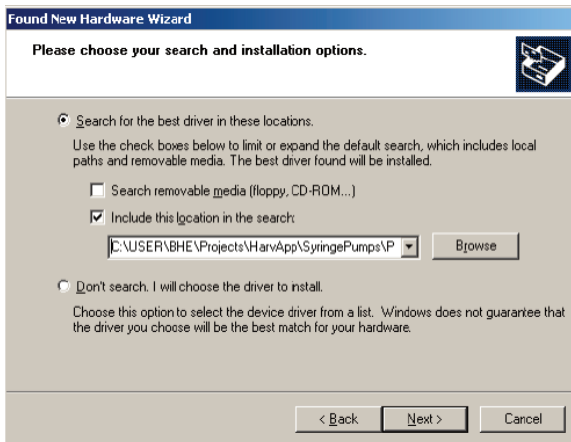 Found New Hardware Wizard
Please choose your search and installation options.
Search for the best driver in these locations.
Use the check boxes below to limit or expand the default search, which includes local
paths and removable media. The best driver found will be installed.
Search removable media (floppy, CD-ROM...)
Include this location in the search:
C:\USER\BHE\Projects\HarvApp\SyringePumps\P
Browse
Don't search. I will choose the driver to install.
Choose this option to select the device driver from a list. Windows does not guarantee that
the driver you choose will be the best match for your hardware.
< Back
Next >
Cancel